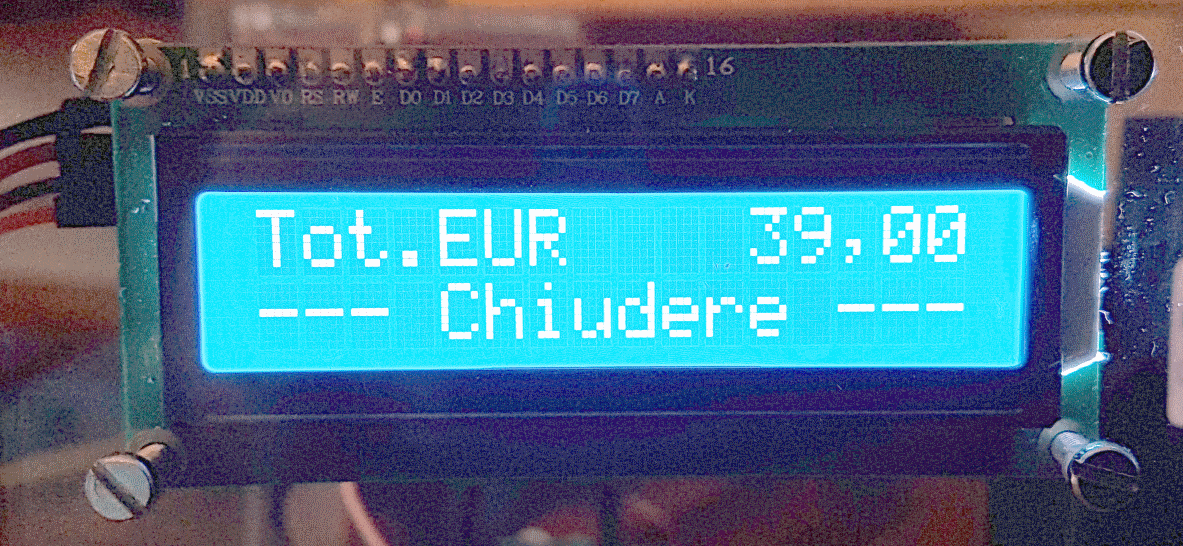 1 16
VSS VDD V0 RS RW E D0 D1 D2 D3 D4 D5 D6 D7 A K
Tot.EUR 39,00
--- Chiudere ---